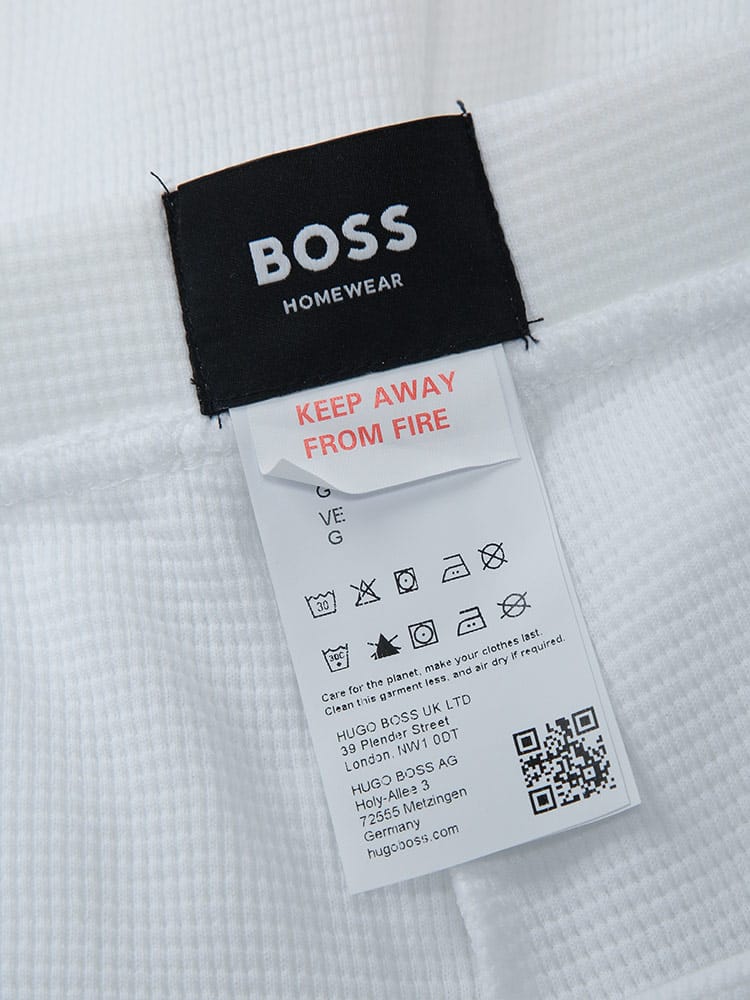 BOSS
HOMEWEAR
KEEP AWAY
FROM FIRE
G
VE
G
30
30C
Care for the planet, make your clothes last.
Clean this garment less, and air dry if required.
HUGO BOSS UK LTD
39 Plender Street
London, NW1 0DT
HUGO BOSS AG
Holy-Allee 3
72555 Metzingen
Germany
hugoboss.com